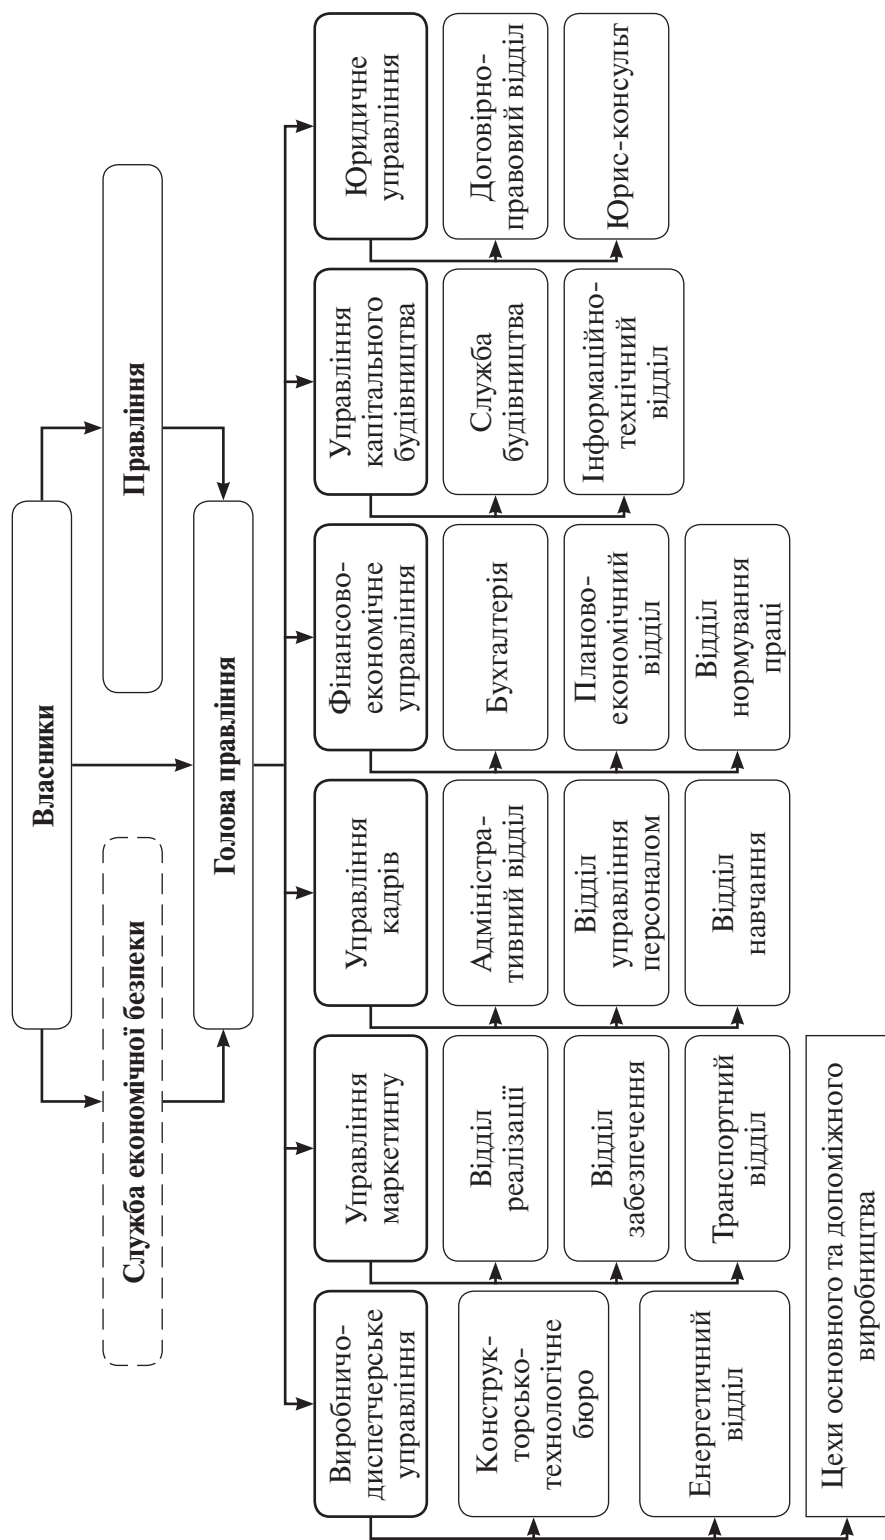 Власники
Служба економічної безпеки
Правління
Голова правління
Виробничо-
диспетчерське
управління
Конструк-
торсько-
технологічне
бюро
Енергетичний
відділ
Цехи основного та допоміжного
виробництва
Управління
маркетингу
Відділ
реалізації
Відділ
забезпечення
Транспортний
відділ
Управління
кадрів
Адміністра-
тивний відділ
Відділ
управління
персоналом
Відділ
навчання
Фінансово-
економічне
управління
Бухгалтерія
Планово-
економічний
відділ
Відділ
нормування
праці
Управління
капітального
будівництва
Служба
будівництва
Інформаційно-
технічний
відділ
Юридичне
управління
Договірно-
правовий відділ
Юрис-консульт